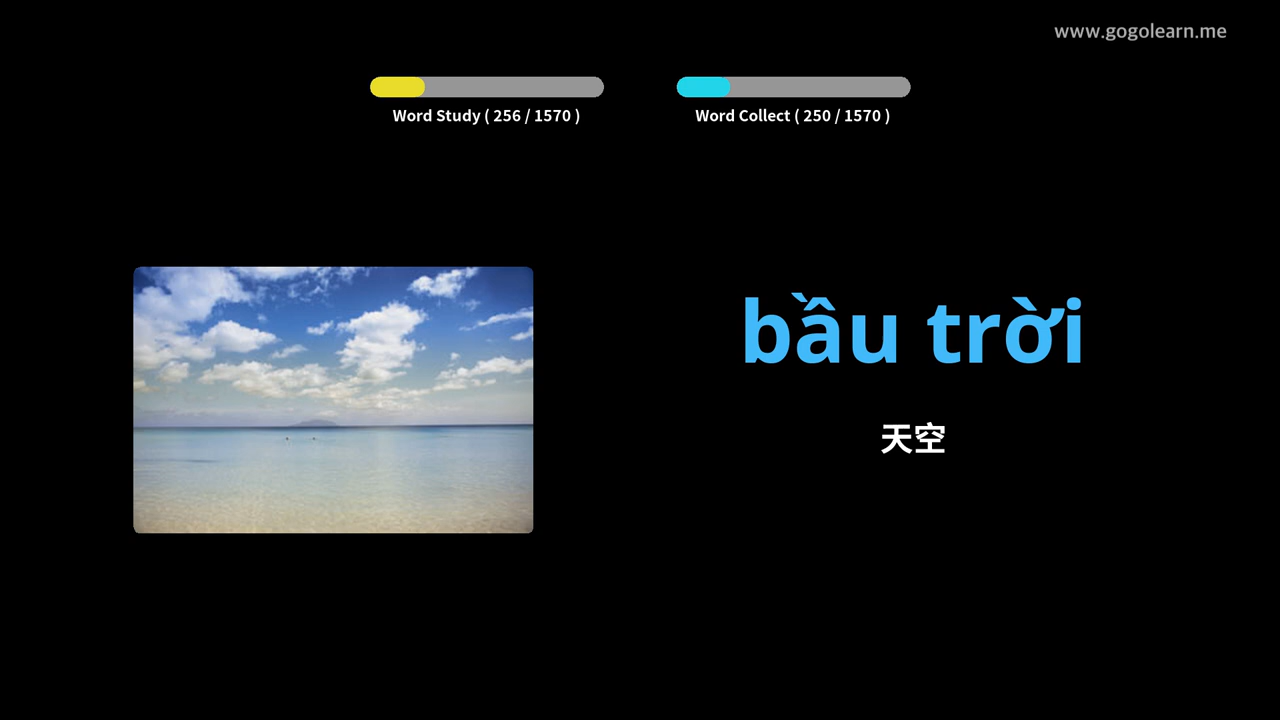 www.gogolearn.me
Word Study ( 256 / 1570 )
Word Collect ( 250 / 1570 )
bầu trời
天空